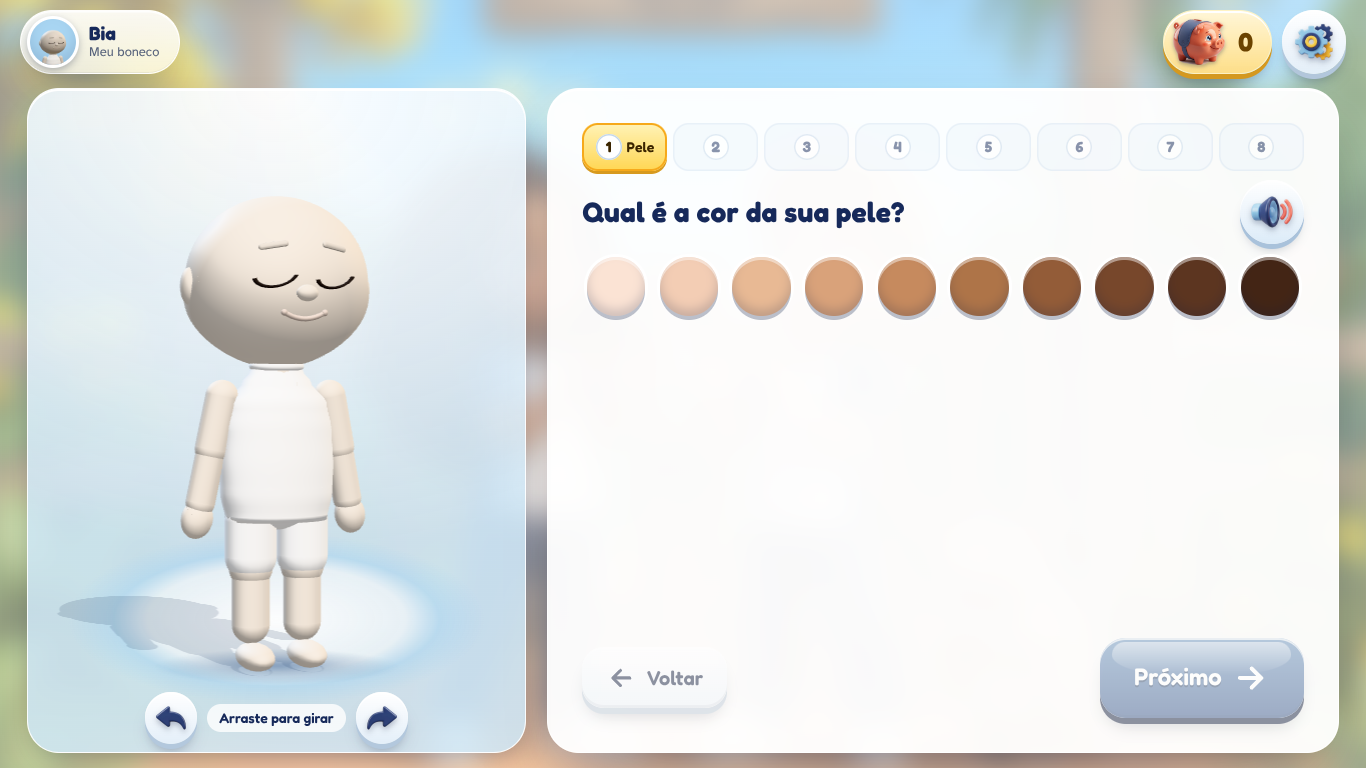 Bia
Meu boneco
0
1 Pele
2
3
4
5
6
7
8
Qual é a cor da sua pele?
Voltar
Próximo
Arraste para girar